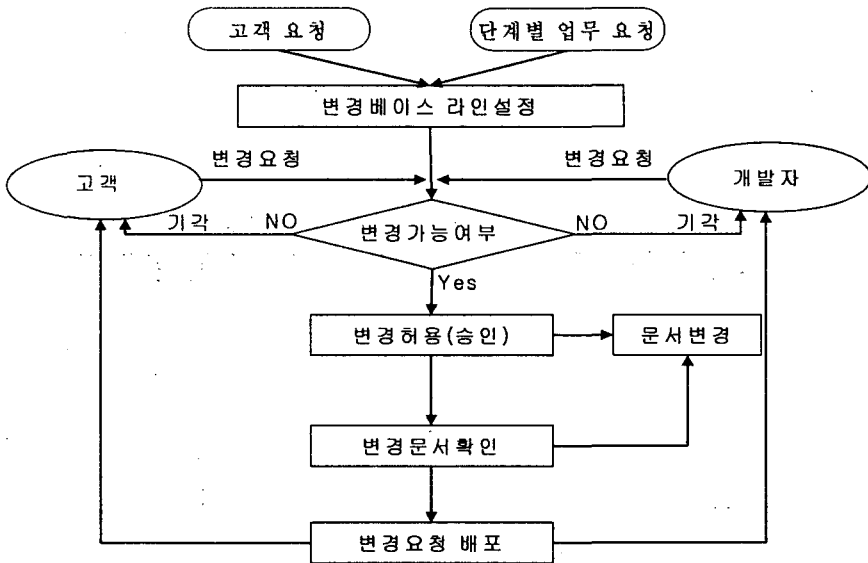 고객 요청
단계별 업무 요청
변경베이스 라인설정
변경요청
변경요청
고객
개발자
기각
NO
변경가능여부
NO
기각
Yes
변경허용(승인)
문서변경
변경문서확인
변경요청 배포